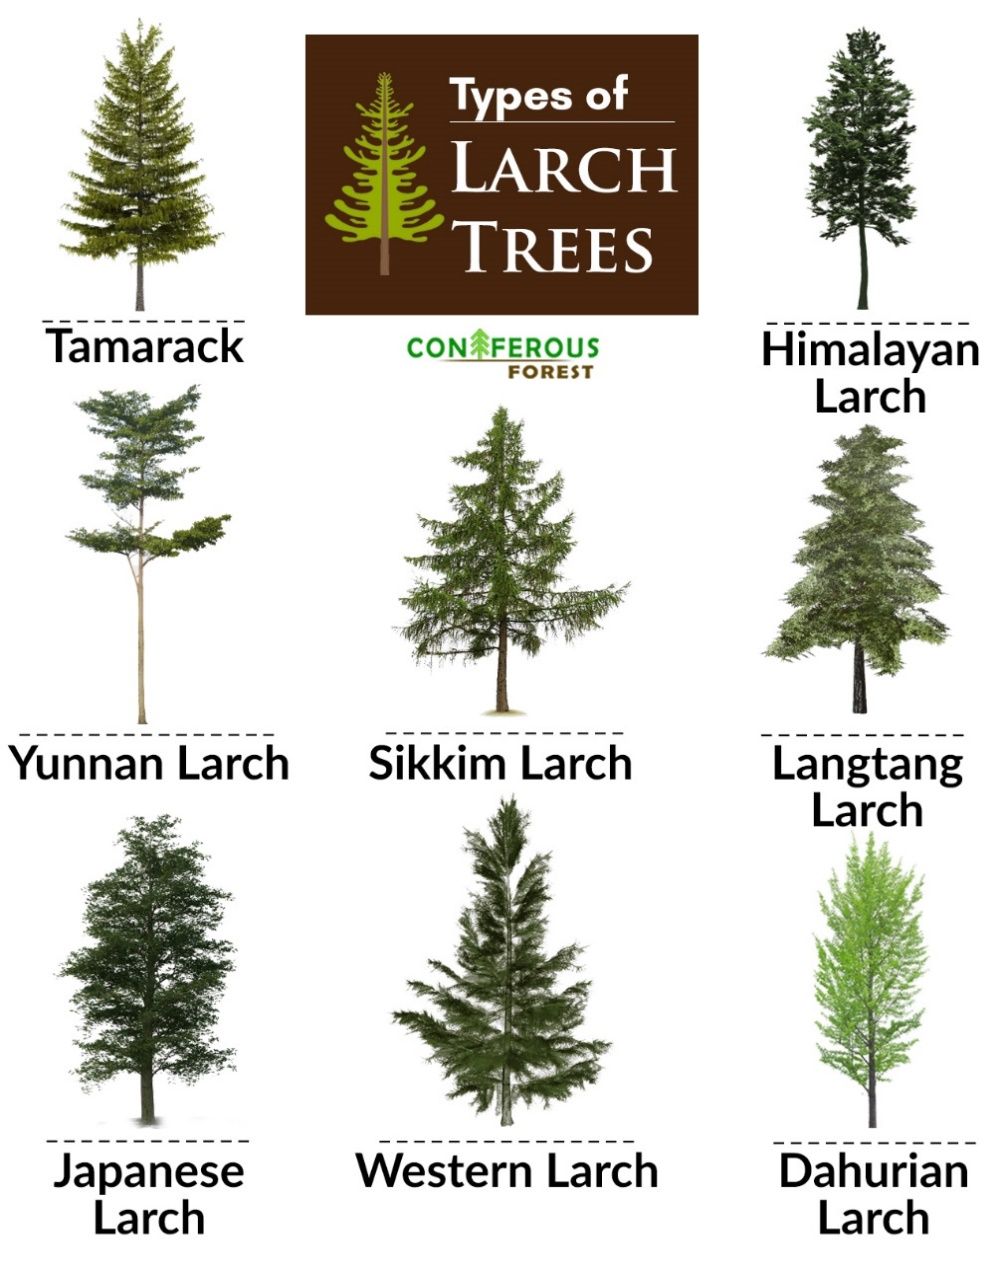 Types of
LARCH
TREES
CONIFEROUS
FOREST
Tamarack
Himalayan
Larch
Yunnan Larch
Sikkim Larch
Langtang
Larch
Japanese
Larch
Western Larch
Dahurian
Larch